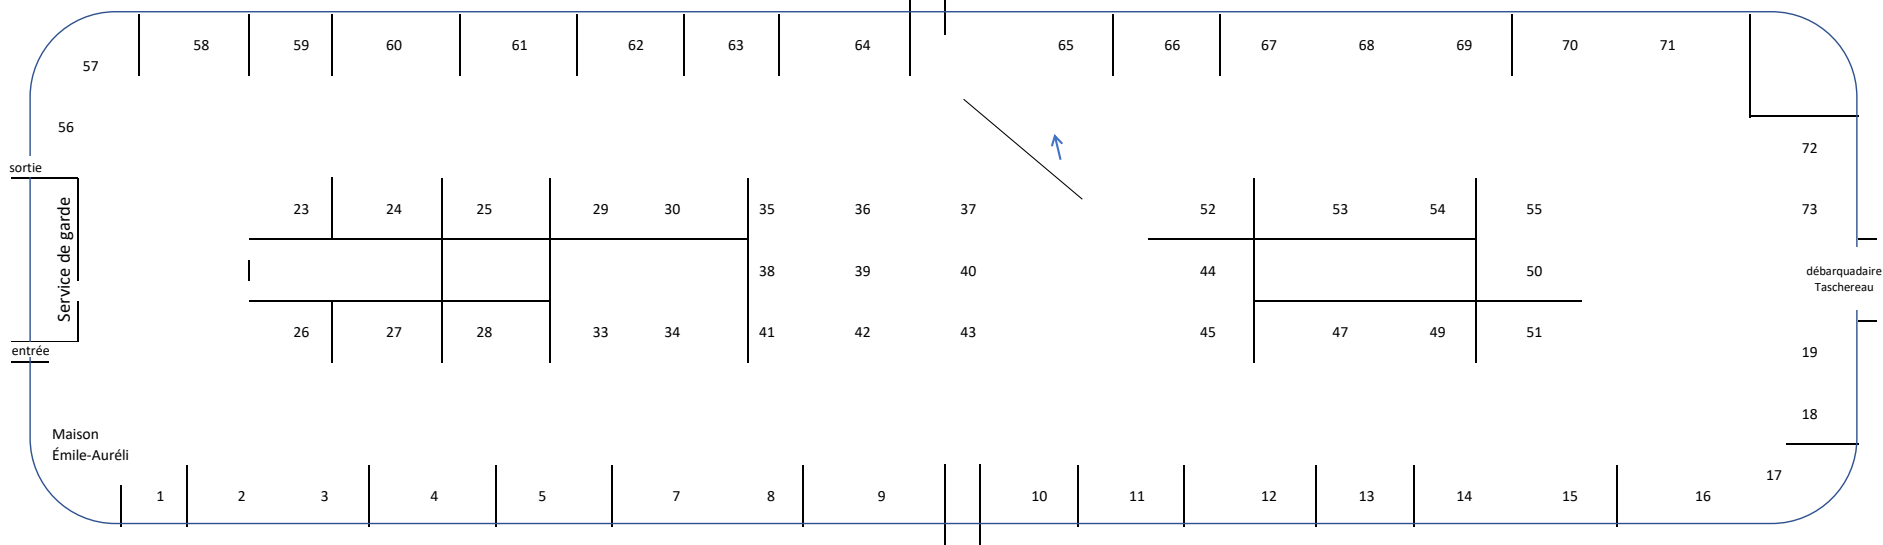 58 59 60 61 62 63 64 65 66 67 68 69 70 71
57
56
72
sortie
Service de garde
23 24 25 29 30 35 36 37 52 53 54 55 73
38 39 40 44 50
débarquadaire
Taschereau
26 27 28 33 34 41 42 43 45 47 49 51
entrée
19
18
Maison
Émile-Auréli
17
1 2 3 4 5 7 8 9 10 11 12 13 14 15 16